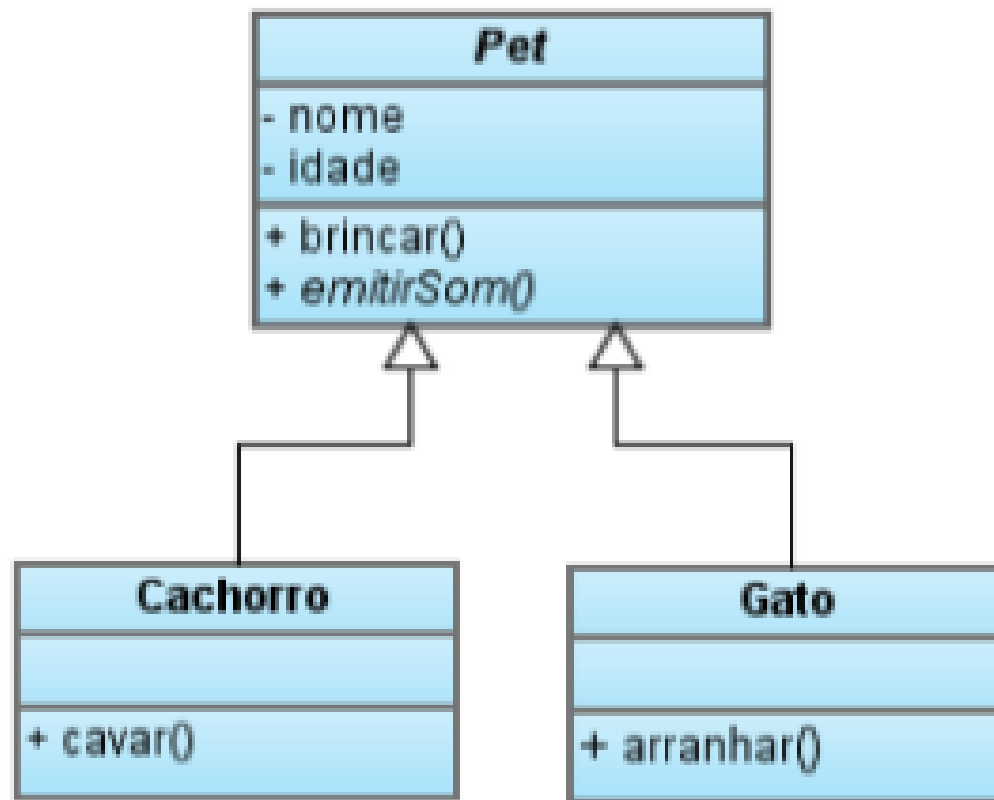 Pet
- nome
- idade
+ brincar()
+ emitirSom()
Cachorro
+ cavar()
Gato
+ arranhar()